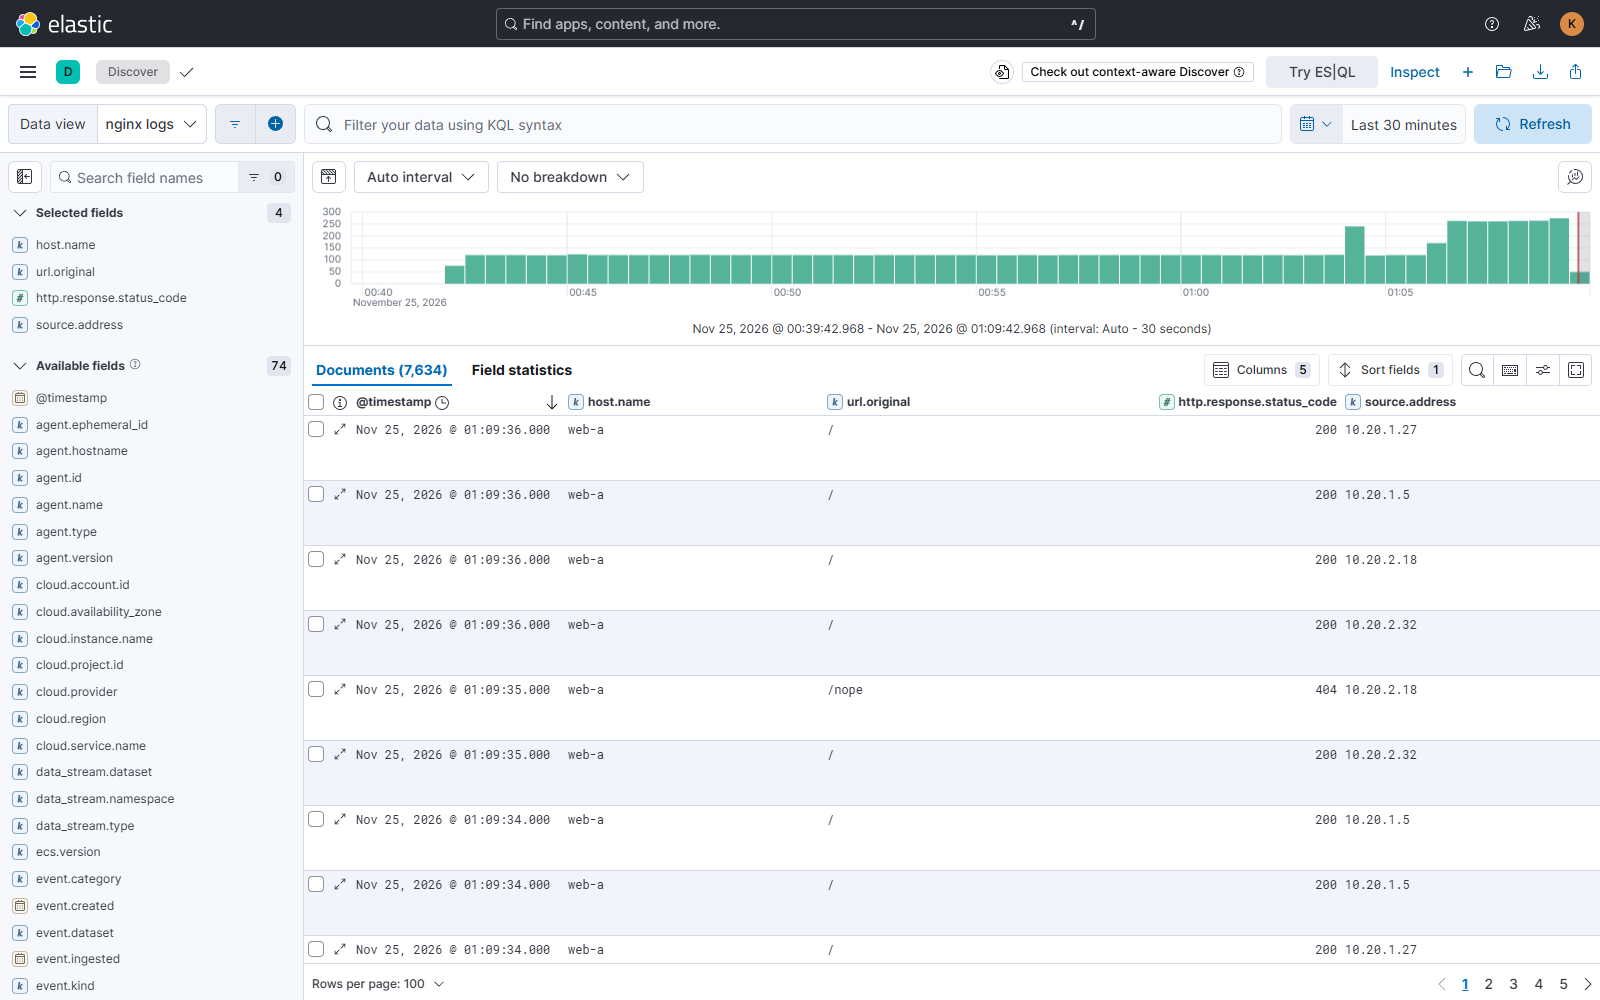 elastic
Find apps, content, and more.
^/
K
D
Discover
Check out context-aware Discover
Try ES|QL
Inspect
Data view
nginx logs
Filter your data using KQL syntax
Last 30 minutes
Refresh
Search field names
0
Auto interval
No breakdown
Selected fields
4
host.name
url.original
http.response.status_code
source.address
Available fields
74
@timestamp
agent.ephemeral_id
agent.hostname
agent.id
agent.name
agent.type
agent.version
cloud.account.id
cloud.availability_zone
cloud.instance.name
cloud.project.id
cloud.provider
cloud.region
cloud.service.name
data_stream.dataset
data_stream.namespace
data_stream.type
ecs.version
event.category
event.created
event.dataset
event.ingested
event.kind
300
250
200
150
100
50
0
00:40
November 25, 2026
00:45
00:50
00:55
01:00
01:05
Nov 25, 2026 @ 00:39:42.968 - Nov 25, 2026 @ 01:09:42.968 (interval: Auto - 30 seconds)
Documents (7,634)
Field statistics
Columns 5
Sort fields 1
@timestamp k host.name k url.original # http.response.status_code k source.address
Nov 25, 2026 @ 01:09:36.000 web-a / 200 10.20.1.27
Nov 25, 2026 @ 01:09:36.000 web-a / 200 10.20.1.5
Nov 25, 2026 @ 01:09:36.000 web-a / 200 10.20.2.18
Nov 25, 2026 @ 01:09:36.000 web-a / 200 10.20.2.32
Nov 25, 2026 @ 01:09:35.000 web-a /nope 404 10.20.2.18
Nov 25, 2026 @ 01:09:35.000 web-a / 200 10.20.2.32
Nov 25, 2026 @ 01:09:34.000 web-a / 200 10.20.1.5
Nov 25, 2026 @ 01:09:34.000 web-a / 200 10.20.1.5
Nov 25, 2026 @ 01:09:34.000 web-a / 200 10.20.1.27
Rows per page: 100
1 2 3 4 5